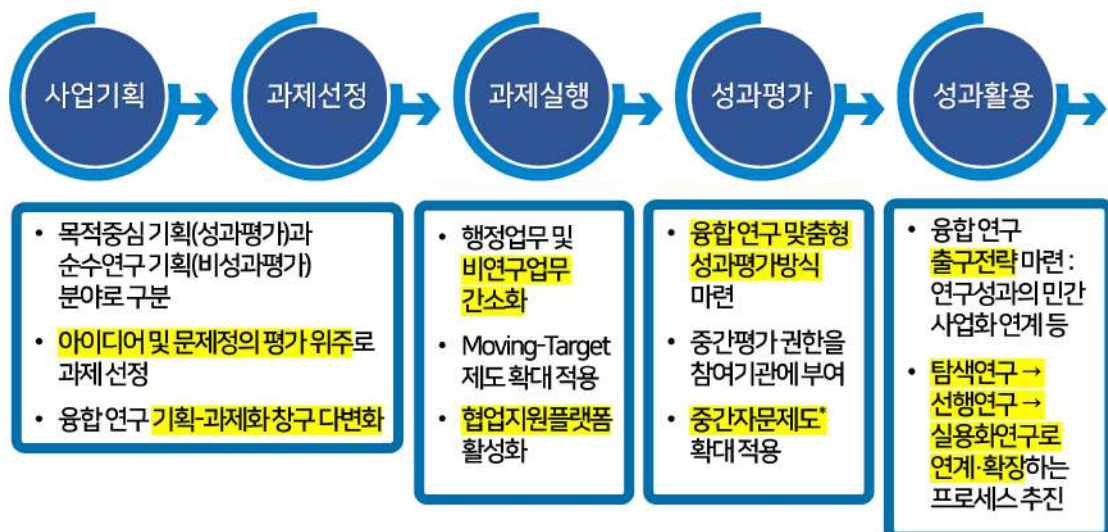 사업기획
과제선정
과제실행
성과평가
성과활용
• 목적중심 기획(성과평가)과
순수연구 기획(비성과평가)
분야로 구분
• 아이디어 및 문제정의 평가 위주로
과제 선정
• 융합 연구 기획-과제화 창구 다변화
• 행정업무 및
비연구업무
간소화
• Moving-Target
제도 확대 적용
• 협업지원플랫폼
활성화
• 융합 연구 맞춤형
성과평가방식
마련
• 중간평가 권한을
참여기관에 부여
• 중간자문제도*
확대 적용
• 융합 연구
출구전략 마련 :
연구성과의 민간
사업화 연계 등
• 탐색연구 →
선행연구 →
실용화연구로
연계·확장하는
프로세스 추진